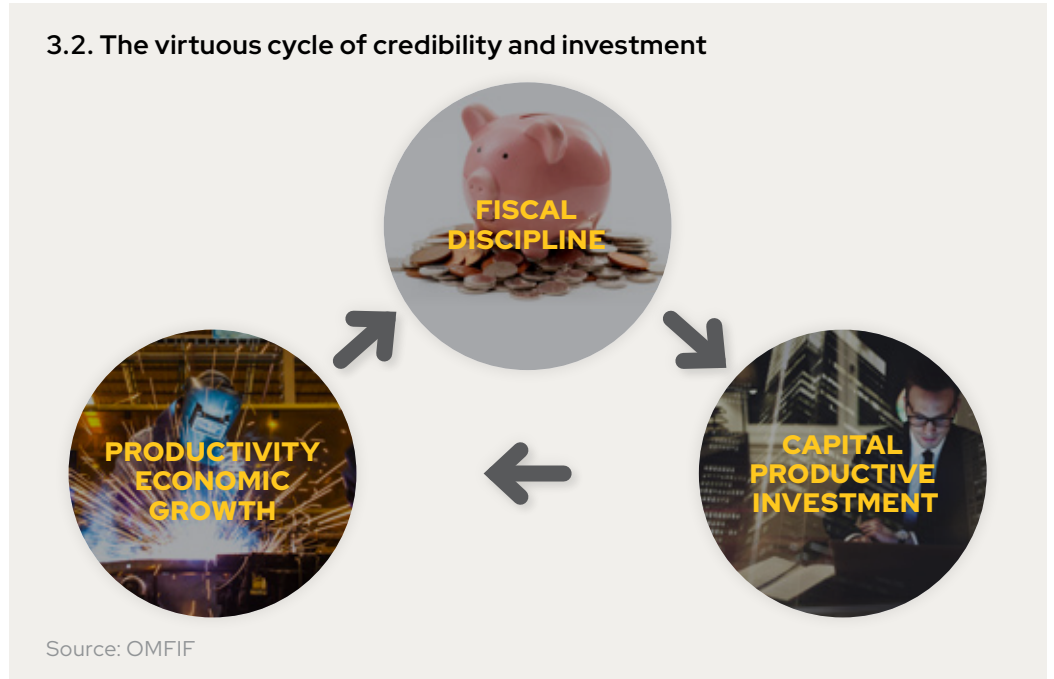 3.2. The virtuous cycle of credibility and investment
FISCAL
DISCIPLINE
PRODUCTIVITY
ECONOMIC
GROWTH
CAPITAL
PRODUCTIVE
INVESTMENT
Source: OMFIF